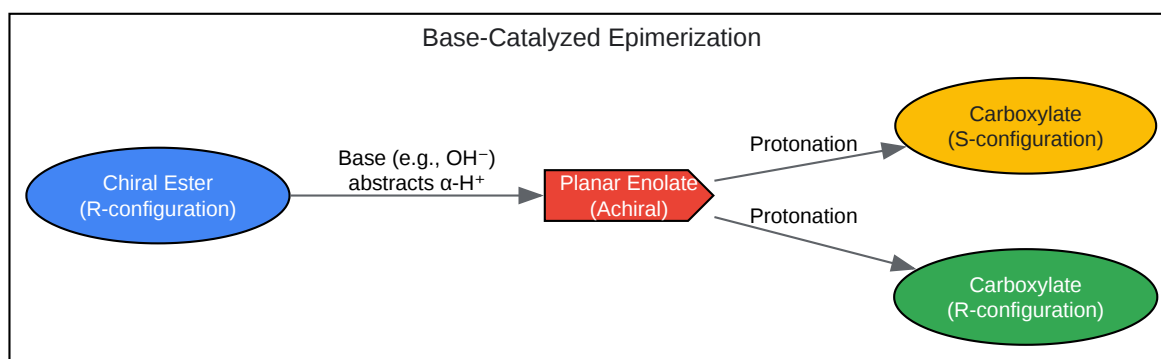 Base-Catalyzed Epimerization
Chiral Ester
(R-configuration)
Base (e.g., OH⁻)
abstracts α-H⁺
Planar Enolate
(Achiral)
Protonation
Carboxylate
(S-configuration)
Protonation
Carboxylate
(R-configuration)